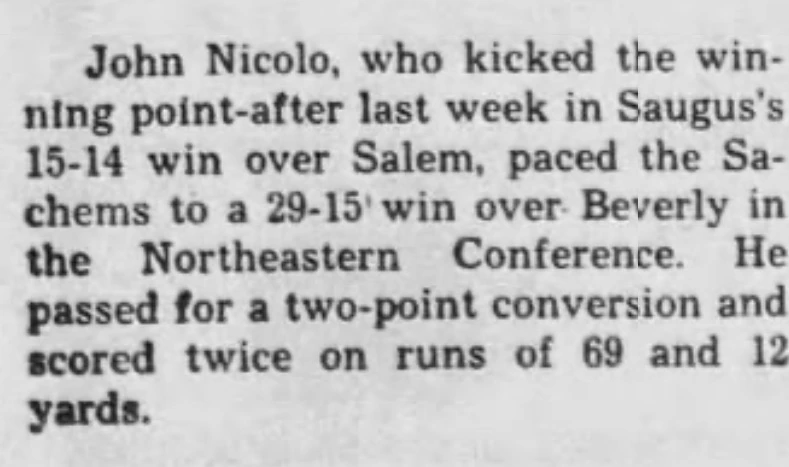 John Nicolo, who kicked the win-
ning point-after last week in Saugus's
15-14 win over Salem, paced the Sa-
chems to a 29-15 win over Beverly in
the Northeastern Conference. He
passed for a two-point conversion and
scored twice on runs of 69 and 12
yards.